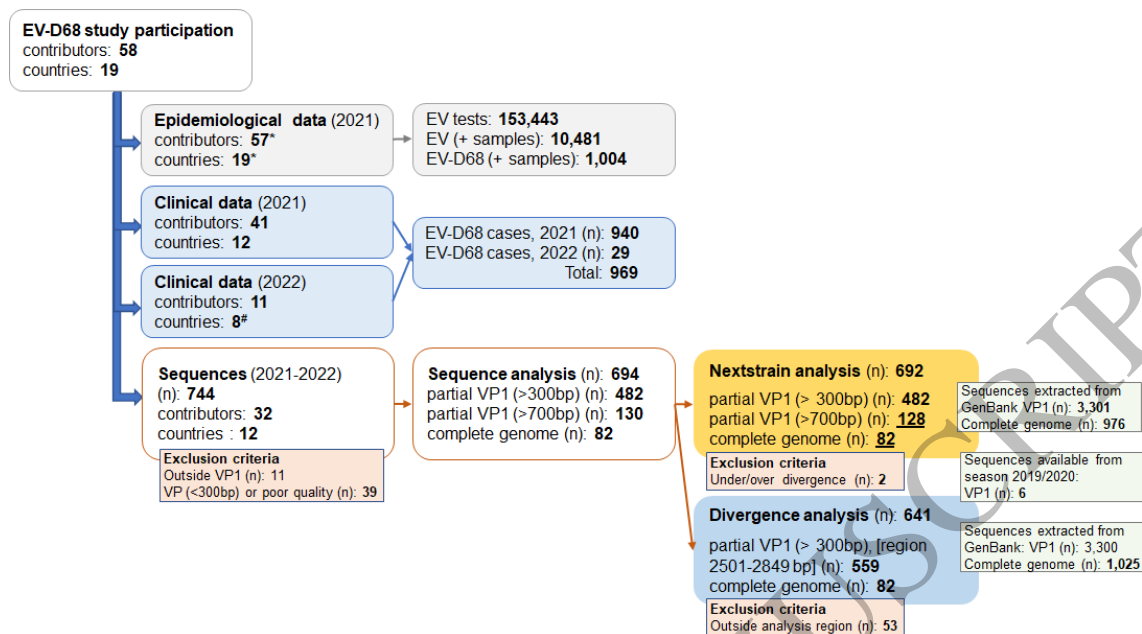 EV-D68 study participation
contributors: 58
countries: 19
Epidemiological data (2021)
contributors: 57*
countries: 19*
EV tests: 153,443
EV (+ samples): 10,481
EV-D68 (+ samples): 1,004
Clinical data (2021)
contributors: 41
countries: 12
Clinical data (2022)
contributors: 11
countries: 8#
EV-D68 cases, 2021 (n): 940
EV-D68 cases, 2022 (n): 29
Total: 969
Sequences (2021-2022)
(n): 744
contributors: 32
countries : 12
Exclusion criteria
Outside VP1 (n): 11
VP (<300bp) or poor quality (n): 39
Sequence analysis (n): 694
partial VP1 (>300bp) (n): 482
partial VP1 (>700bp) (n): 130
complete genome (n): 82
Nextstrain analysis (n): 692
partial VP1 (> 300bp) (n): 482
partial VP1 (>700bp) (n): 128
complete genome (n): 82
Exclusion criteria
Under/over divergence (n): 2
Sequences extracted from
GenBank VP1 (n): 3,301
Complete genome (n): 976
Sequences available from
season 2019/2020:
VP1 (n): 6
Divergence analysis (n): 641
partial VP1 (> 300bp), [region
2501-2849 bp] (n): 559
complete genome (n): 82
Exclusion criteria
Outside analysis region (n): 53
Sequences extracted from
GenBank: VP1 (n): 3,300
Complete genome (n): 1,025
USCRIPT